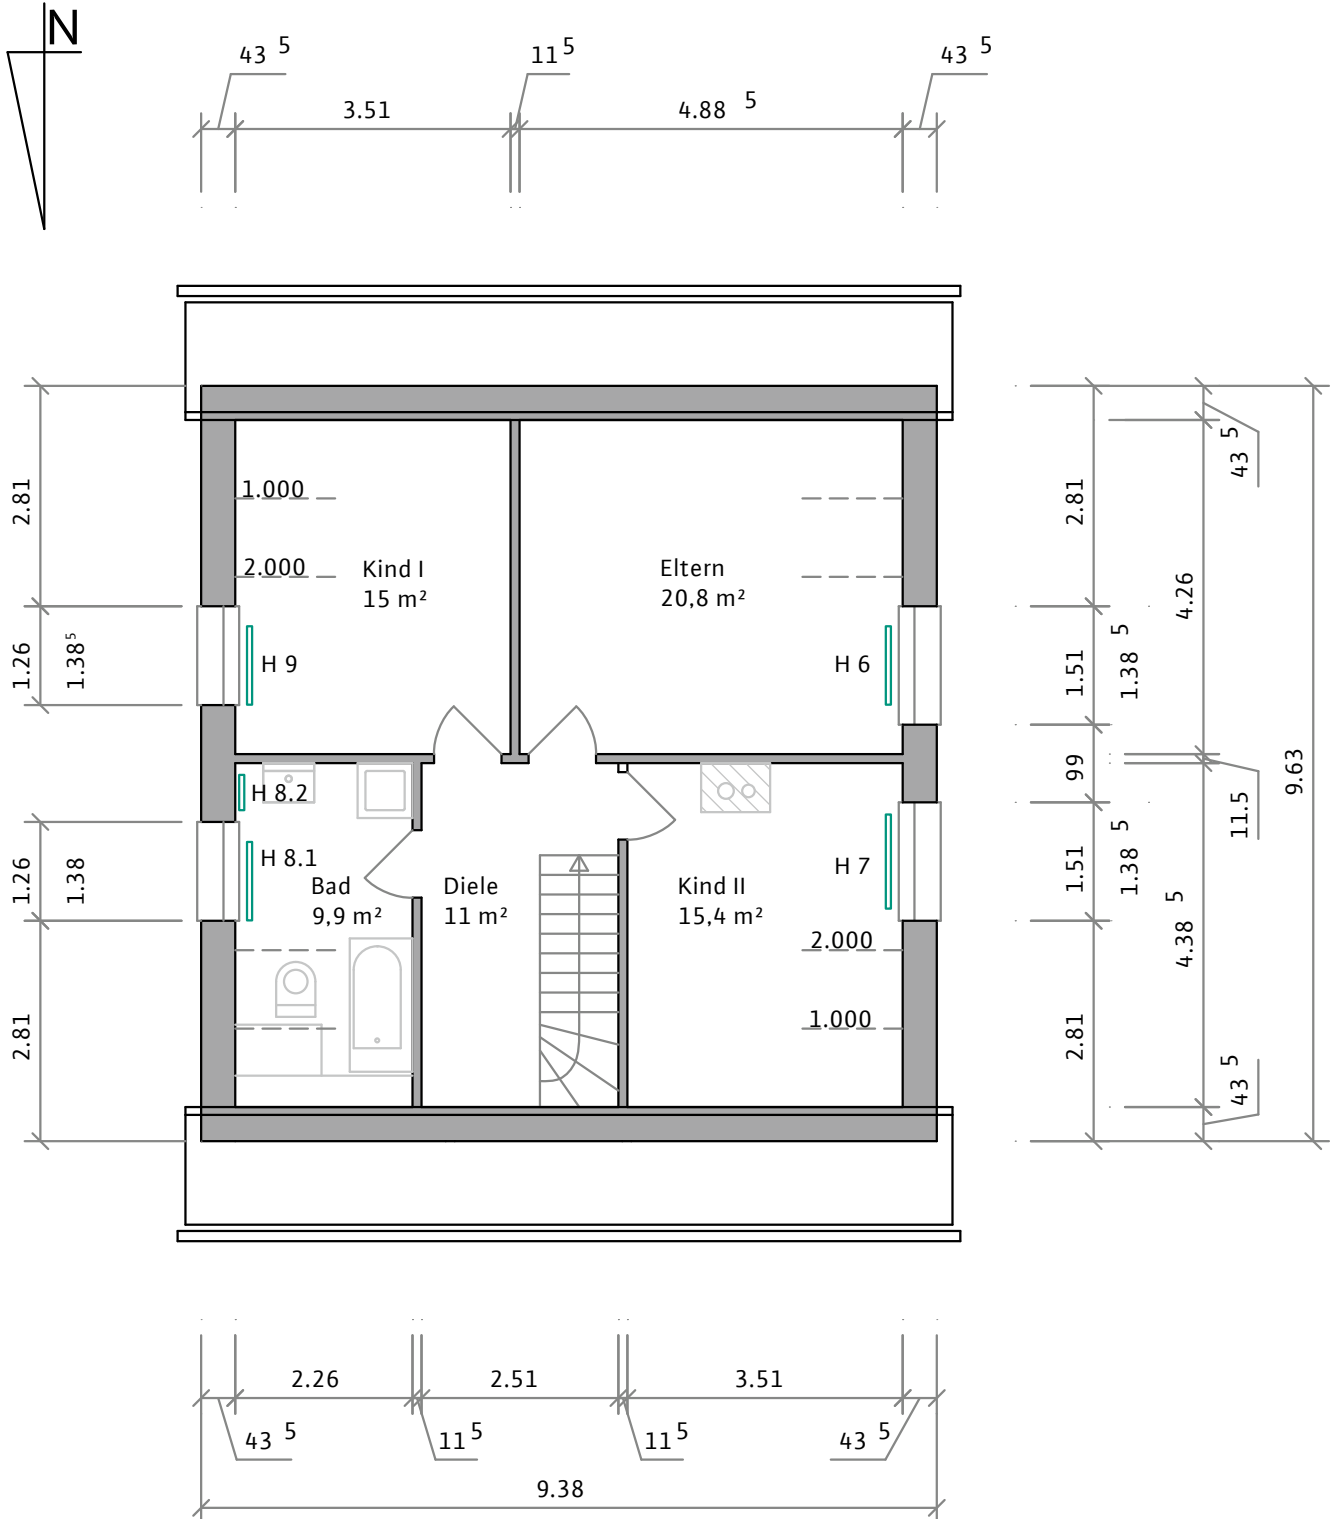 N
43 5
11 5
43 5
3.51
4.88 5
1.000
2.000
Kind I
15 m²
Eltern
20,8 m²
H 9
H 6
H 8.2
H 8.1
Bad
9,9 m²
Diele
11 m²
Kind II
15,4 m²
H 7
2.000
1.000
2.81
1.26
1.38⁵
1.26
1.38
2.81
2.81
1.51
1.38 5
99
1.51
1.38 5
2.81
43 5
4.26
11.5
4.38 5
43 5
9.63
2.26
2.51
3.51
43 5
11 5
11 5
43 5
9.38